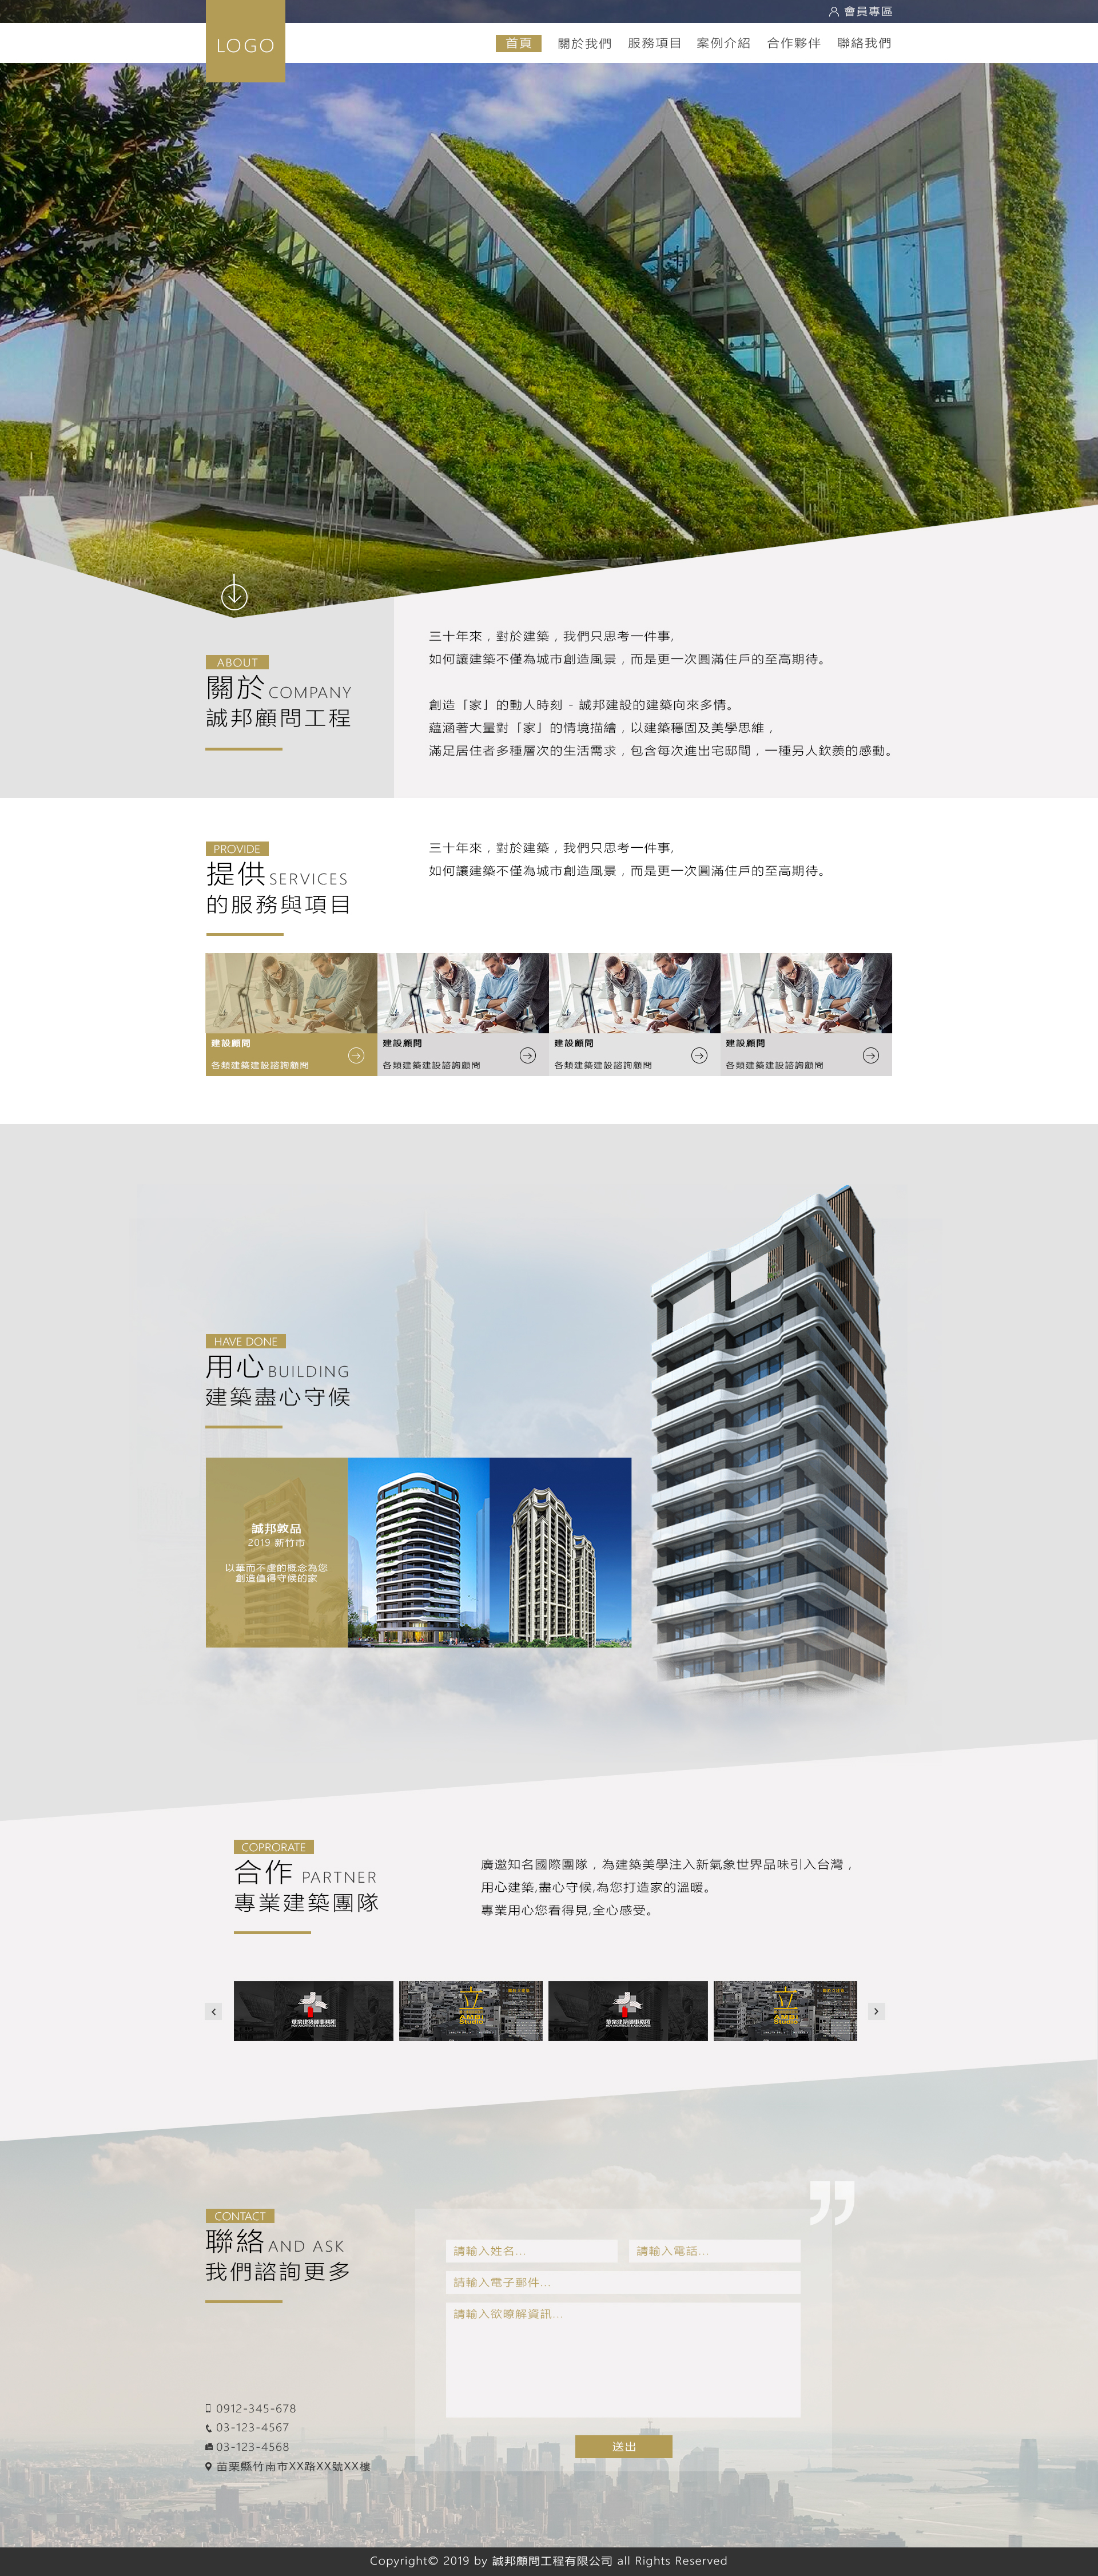 會員專區
LOGO
首頁 關於我們 服務項目 案例介紹 合作夥伴 聯絡我們
ABOUT
關於 COMPANY
誠邦顧問工程
三十年來，對於建築，我們只思考一件事,
如何讓建築不僅為城市創造風景，而是更一次圓滿住戶的至高期待。
創造「家」的動人時刻 - 誠邦建設的建築向來多情。
蘊涵著大量對「家」的情境描繪，以建築穩固及美學思維，
滿足居住者多種層次的生活需求，包含每次進出宅邸間，一種另人欽羨的感動。
PROVIDE
提供 SERVICES
的服務與項目
三十年來，對於建築，我們只思考一件事,
如何讓建築不僅為城市創造風景，而是更一次圓滿住戶的至高期待。
建設顧問
各類建築建設諮詢顧問
建設顧問
各類建築建設諮詢顧問
建設顧問
各類建築建設諮詢顧問
建設顧問
各類建築建設諮詢顧問
HAVE DONE
用心 BUILDING
建築盡心守候
誠邦敦品
2019 新竹市
以華而不虛的概念為您
創造值得守候的家
COPRORATE
合作 PARTNER
專業建築團隊
廣邀知名國際團隊，為建築美學注入新氣象世界品味引入台灣，
用心建築,盡心守候,為您打造家的溫暖。
專業用心您看得見,全心感受。
AMBI
Studio
AMBI
Studio
CONTACT
聯絡 AND ASK
我們諮詢更多
請輸入姓名...
請輸入電話...
請輸入電子郵件...
請輸入欲暸解資訊...
送出
0912-345-678
03-123-4567
03-123-4568
苗栗縣竹南市XX路XX號XX樓
Copyright© 2019 by 誠邦顧問工程有限公司 all Rights Reserved